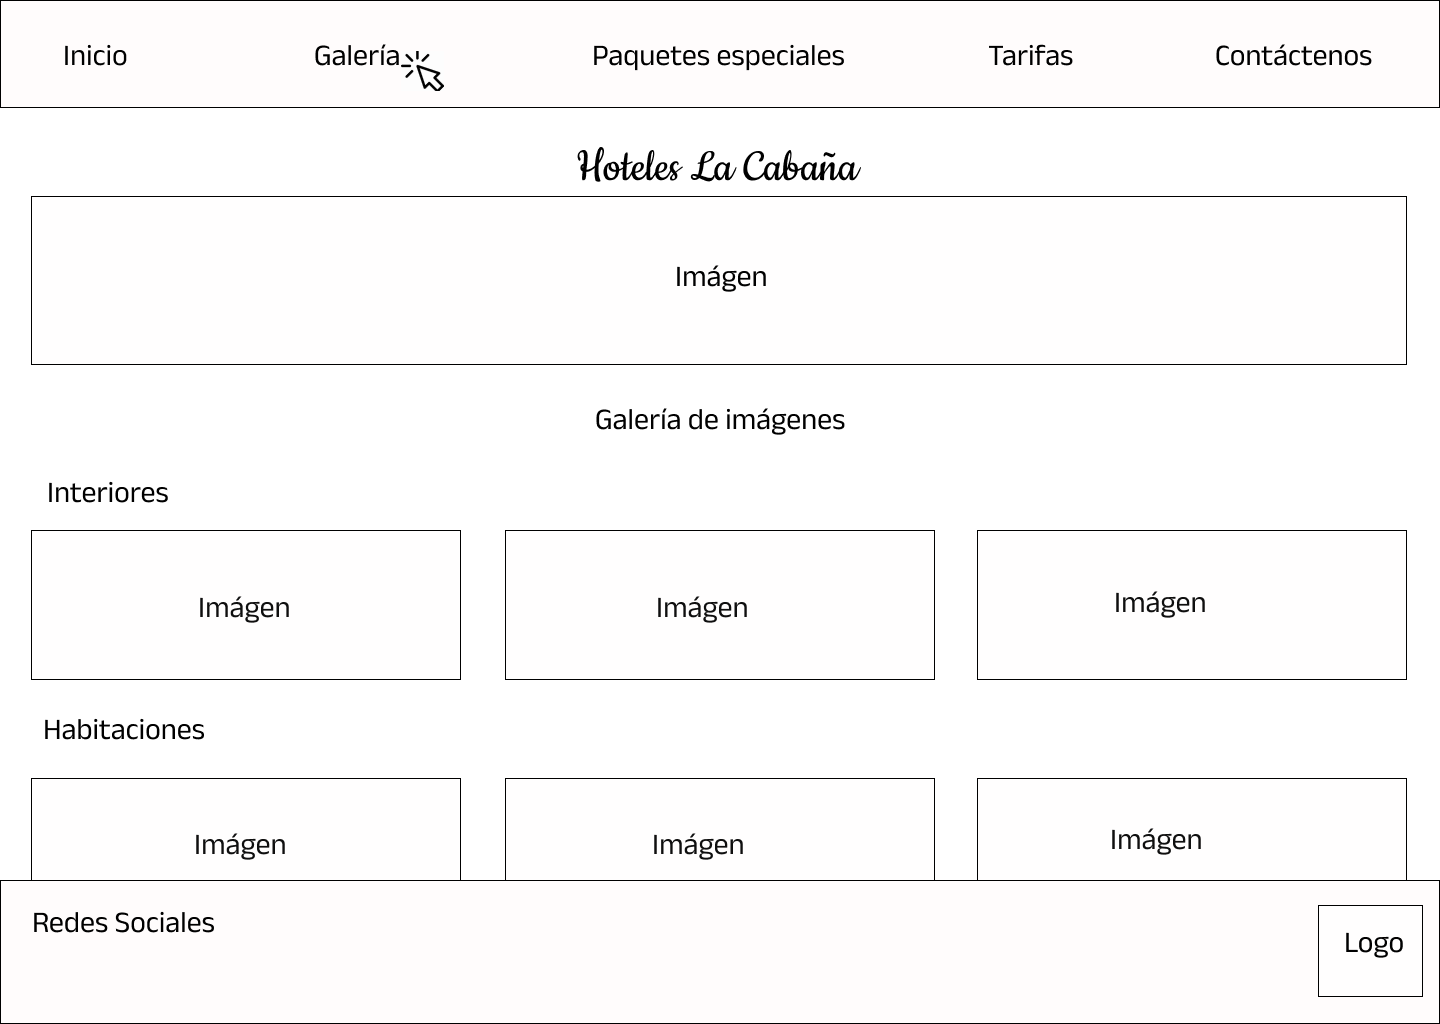 Inicio
Galería
Paquetes especiales
Tarifas
Contáctenos
Hoteles La Cabaña
Imágen
Galería de imágenes
Interiores
Imágen
Imágen
Imágen
Habitaciones
Imágen
Imágen
Imágen
Redes Sociales
Logo